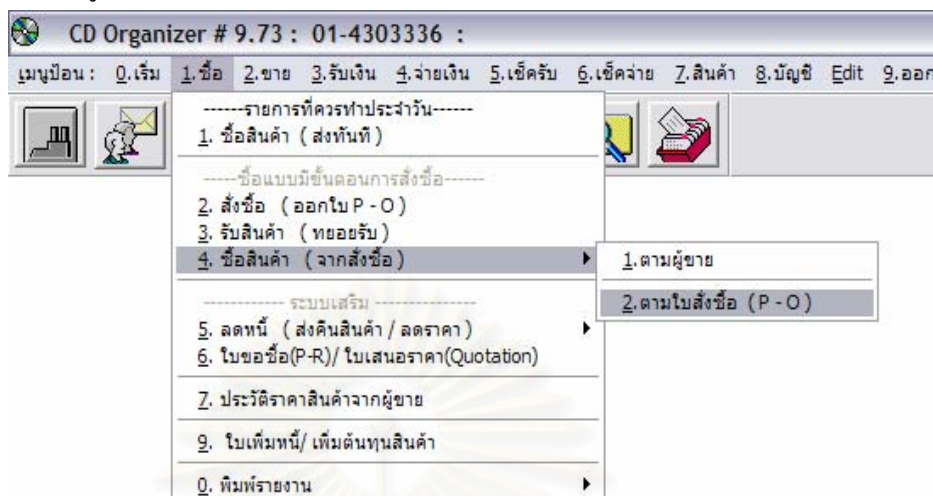 CD Organizer # 9.73 : 01-4303336 :
เมนูป้อน : 0.เริ่ม 1.ซื้อ 2.ขาย 3.รับเงิน 4.จ่ายเงิน 5.เช็ครับ 6.เช็คจ่าย 7.สินค้า 8.บัญชี Edit 9.ออก
------รายการที่ควรทำประจำวัน------
1. ซื้อสินค้า ( ส่งทันที )
-----ซื้อแบบมีขั้นตอนการสั่งซื้อ------
2. สั่งซื้อ ( ออกใบ P - O )
3. รับสินค้า ( ทยอยรับ )
4. ซื้อสินค้า ( จากสั่งซื้อ )
1.ตามผู้ขาย
2.ตามใบสั่งซื้อ ( P - O )
------------ ระบบเสริม ---------------
5. ลดหนี้ ( ส่งคืนสินค้า / ลดราคา )
6. ใบขอซื้อ(P-R)/ ใบเสนอราคา(Quotation)
7. ประวัติราคาสินค้าจากผู้ขาย
9. ใบเพิ่มหนี้/ เพิ่มต้นทุนสินค้า
0. พิมพ์รายงาน